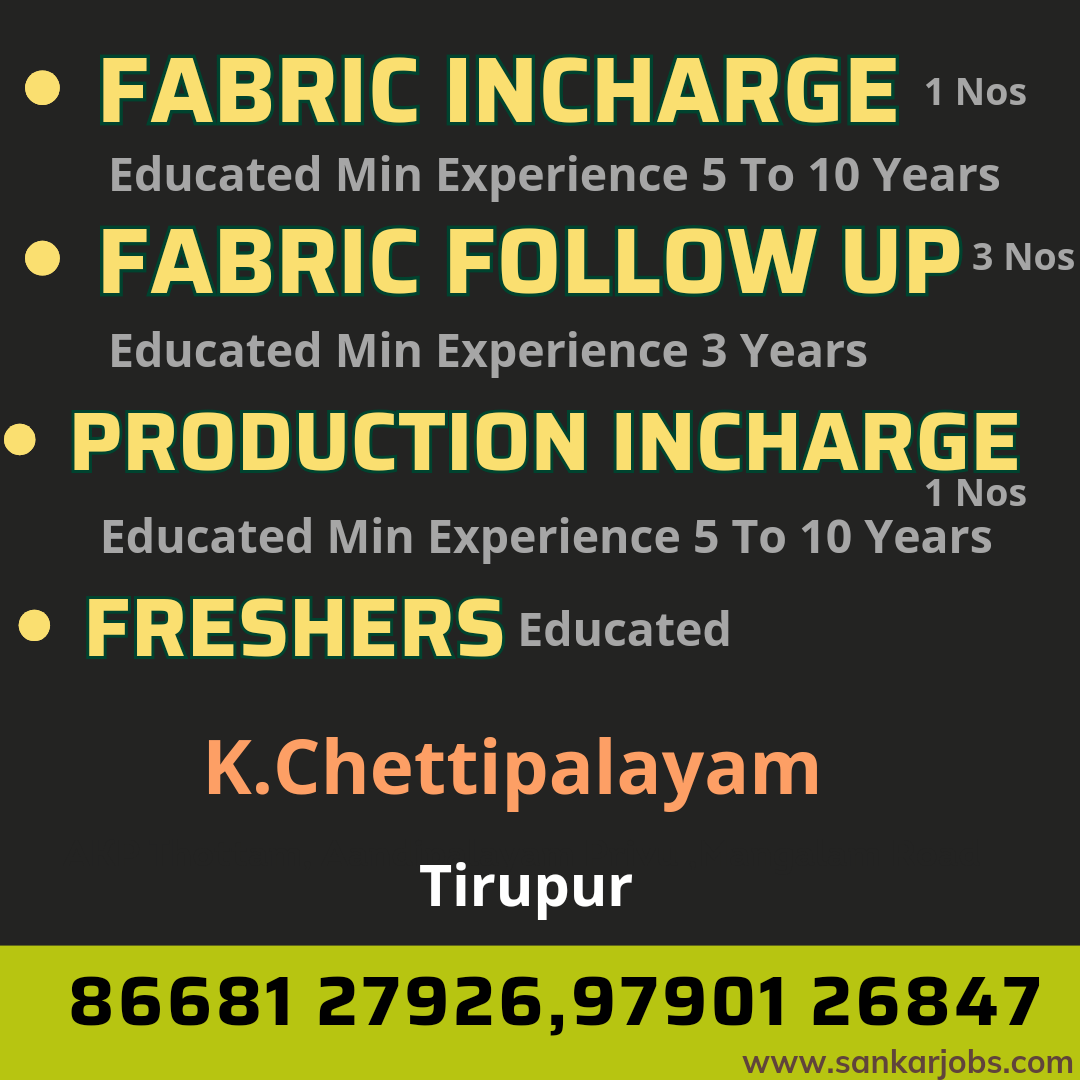 • FABRIC INCHARGE 1 Nos
Educated Min Experience 5 To 10 Years
• FABRIC FOLLOW UP 3 Nos
Educated Min Experience 3 Years
• PRODUCTION INCHARGE
1 Nos
Educated Min Experience 5 To 10 Years
• FRESHERS Educated
K.Chettipalayam
Tirupur
86681 27926,97901 26847
www.sankarjobs.com